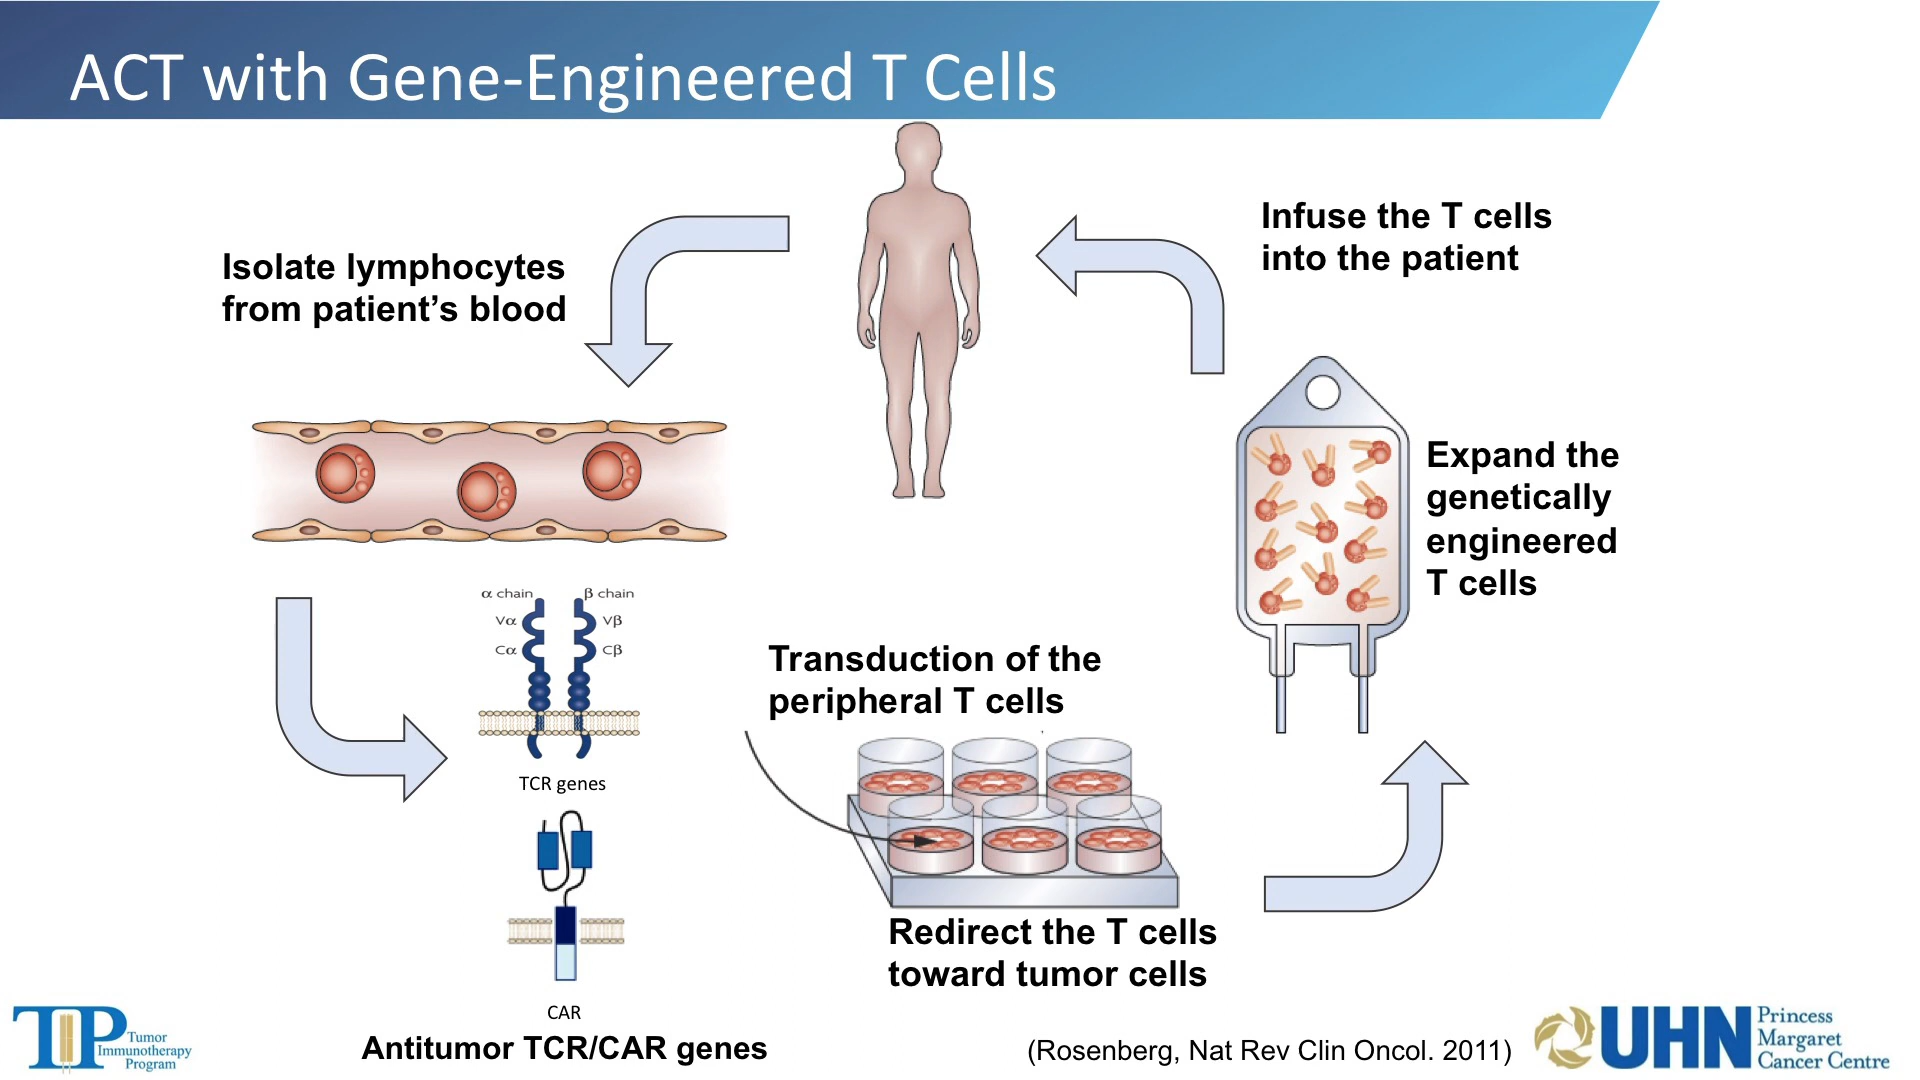 ACT with Gene-Engineered T Cells
Isolate lymphocytes
from patient’s blood
Infuse the T cells
into the patient
Expand the
genetically
engineered
T cells
α chain
β chain
Vα
Vβ
Cα
Cβ
TCR genes
CAR
Antitumor TCR/CAR genes
Transduction of the
peripheral T cells
Redirect the T cells
toward tumor cells
(Rosenberg, Nat Rev Clin Oncol. 2011)
TIP Tumor
Immunotherapy
Program
UHN Princess
Margaret
Cancer Centre